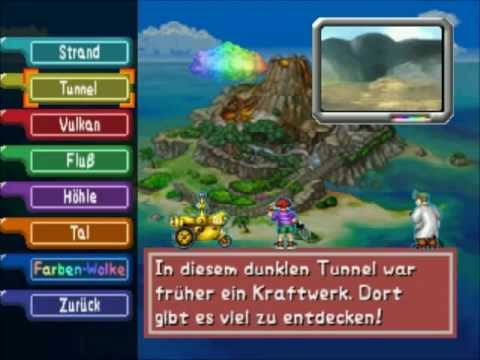 Strand
Tunnel
Vulkan
Fluß
Höhle
Tal
Farben-Wolke
Zurück
In diesem dunklen Tunnel war
früher ein Kraftwerk. Dort
gibt es viel zu entdecken!